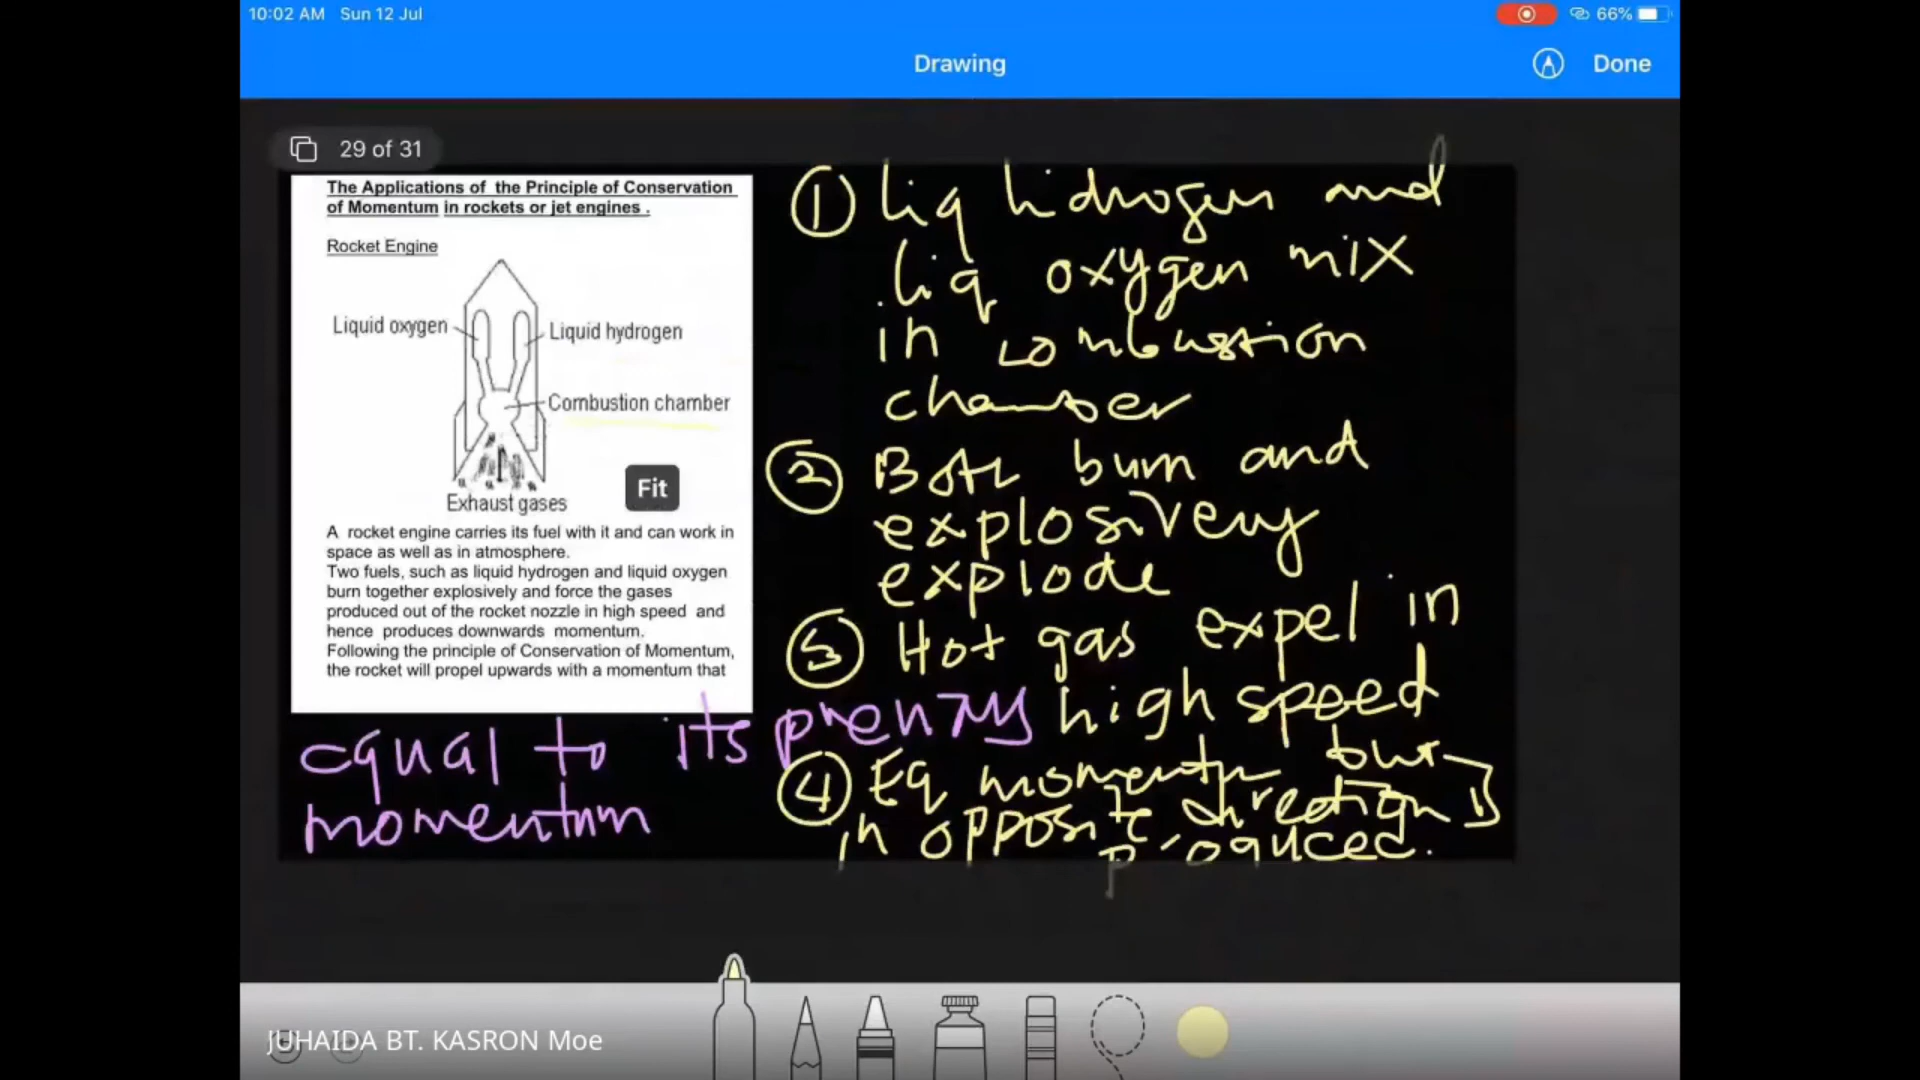 10:02 AM Sun 12 Jul
66%
Drawing
Done
29 of 31
The Applications of the Principle of Conservation
of Momentum in rockets or jet engines .
Rocket Engine
Liquid oxygen
Liquid hydrogen
Combustion chamber
Exhaust gases
Fit
A rocket engine carries its fuel with it and can work in
space as well as in atmosphere.
Two fuels, such as liquid hydrogen and liquid oxygen
burn together explosively and force the gases
produced out of the rocket nozzle in high speed and
hence produces downwards momentum.
Following the principle of Conservation of Momentum,
the rocket will propel upwards with a momentum that
equal to its
momentum
① liq hidrogen and
liq oxygen mix
in combustion
chamber
② Both burn and
explosively
explode
③ Hot gas expel in
high speed
④ Eq momentum but
in opposite direction
produced.
JUHAIDA BT. KASRON Moe